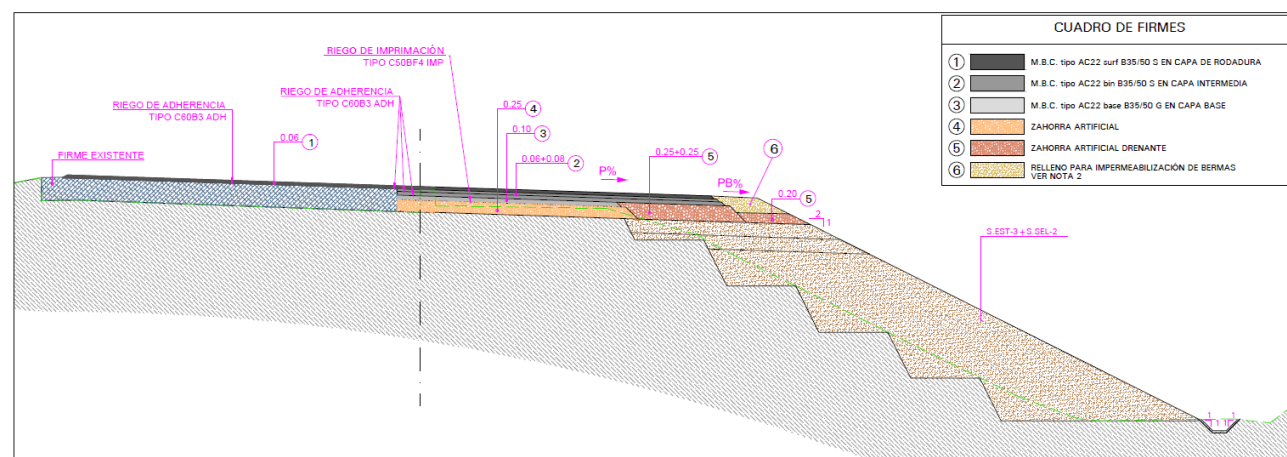 CUADRO DE FIRMES
1 M.B.C. tipo AC22 surf B35/50 S EN CAPA DE RODADURA
2 M.B.C. tipo AC22 bin B35/50 S EN CAPA INTERMEDIA
3 M.B.C. tipo AC22 base B35/50 G EN CAPA BASE
4 ZAHORRA ARTIFICIAL
5 ZAHORRA ARTIFICIAL DRENANTE
6 RELLENO PARA IMPERMEABILIZACIÓN DE BERMAS
VER NOTA 2
RIEGO DE IMPRIMACIÓN
TIPO C50BF4 IMP
RIEGO DE ADHERENCIA
TIPO C60B3 ADH
RIEGO DE ADHERENCIA
TIPO C60B3 ADH
FIRME EXISTENTE
0.06 1
0.25 4
0.10 3
0.06+0.08 2
P%
0.25+0.25 5
PB%
6
0.20 5
2
1
S.EST-3+S.SEL-2
1 1
1